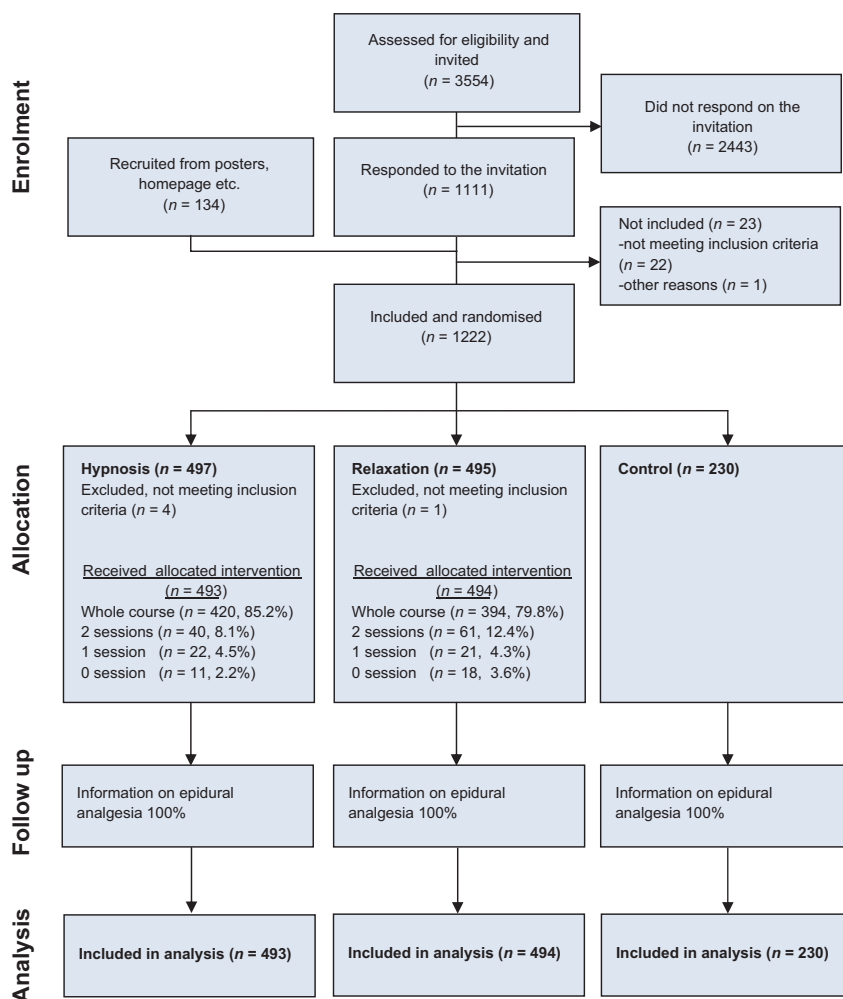 Enrolment
Assessed for eligibility and
invited
(n = 3554)
Did not respond on the
invitation
(n = 2443)
Recruited from posters,
homepage etc.
(n = 134)
Responded to the invitation
(n = 1111)
Not included (n = 23)
-not meeting inclusion criteria
(n = 22)
-other reasons (n = 1)
Included and randomised
(n = 1222)
Allocation
Hypnosis (n = 497)
Excluded, not meeting inclusion
criteria (n = 4)
Received allocated intervention
(n = 493)
Whole course (n = 420, 85.2%)
2 sessions (n = 40, 8.1%)
1 session (n = 22, 4.5%)
0 session (n = 11, 2.2%)
Relaxation (n = 495)
Excluded, not meeting inclusion
criteria (n = 1)
Received allocated intervention
(n = 494)
Whole course (n = 394, 79.8%)
2 sessions (n = 61, 12.4%)
1 session (n = 21, 4.3%)
0 session (n = 18, 3.6%)
Control (n = 230)
Follow up
Information on epidural
analgesia 100%
Information on epidural
analgesia 100%
Information on epidural
analgesia 100%
Analysis
Included in analysis (n = 493)
Included in analysis (n = 494)
Included in analysis (n = 230)